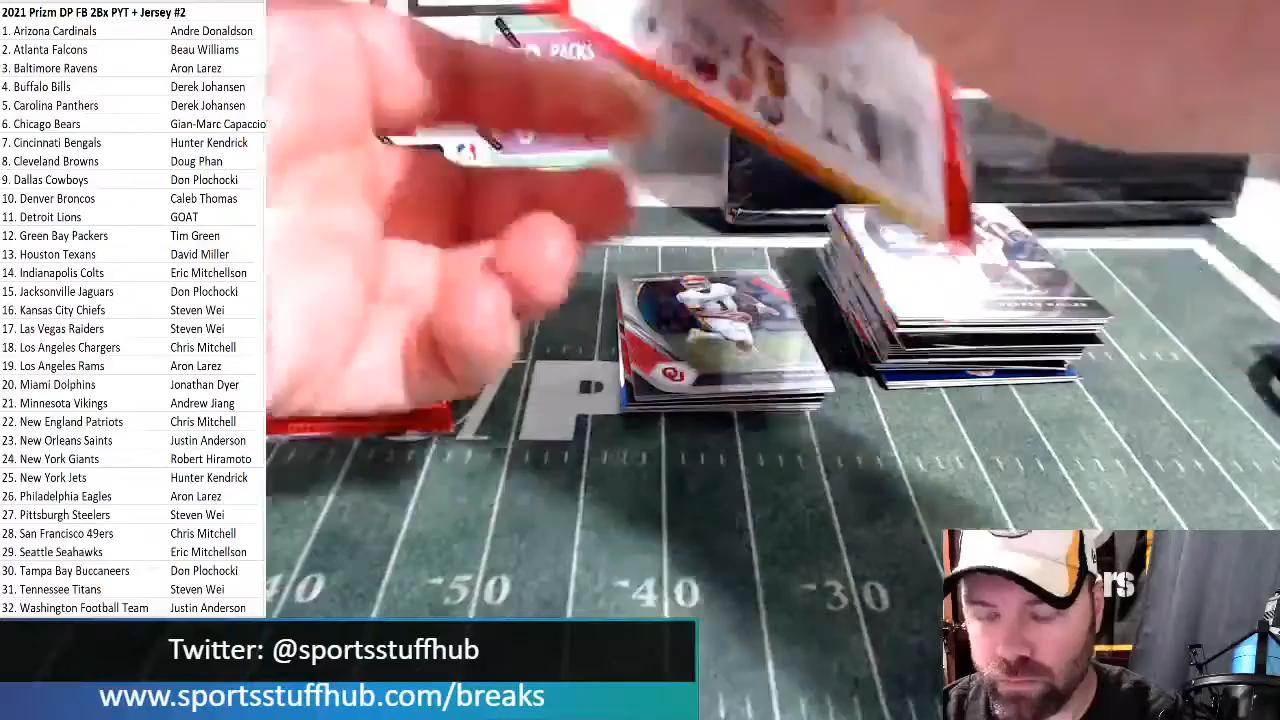 2021 Prizm DP FB 2Bx PYT + Jersey #2
1. Arizona Cardinals Andre Donaldson
2. Atlanta Falcons Beau Williams
3. Baltimore Ravens Aron Larez
4. Buffalo Bills Derek Johansen
5. Carolina Panthers Derek Johansen
6. Chicago Bears Gian-Marc Capaccio
7. Cincinnati Bengals Hunter Kendrick
8. Cleveland Browns Doug Phan
9. Dallas Cowboys Don Plochocki
10. Denver Broncos Caleb Thomas
11. Detroit Lions GOAT
12. Green Bay Packers Tim Green
13. Houston Texans David Miller
14. Indianapolis Colts Eric Mitchellson
15. Jacksonville Jaguars Don Plochocki
16. Kansas City Chiefs Steven Wei
17. Las Vegas Raiders Steven Wei
18. Los Angeles Chargers Chris Mitchell
19. Los Angeles Rams Aron Larez
20. Miami Dolphins Jonathan Dyer
21. Minnesota Vikings Andrew Jiang
22. New England Patriots Chris Mitchell
23. New Orleans Saints Justin Anderson
24. New York Giants Robert Hiramoto
25. New York Jets Hunter Kendrick
26. Philadelphia Eagles Aron Larez
27. Pittsburgh Steelers Steven Wei
28. San Francisco 49ers Chris Mitchell
29. Seattle Seahawks Eric Mitchellson
30. Tampa Bay Buccaneers Don Plochocki
31. Tennessee Titans Steven Wei
32. Washington Football Team Justin Anderson
PACKS
OU
P
40 -50 -40 -30
ers
Twitter: @sportsstuffhub
www.sportsstuffhub.com/breaks